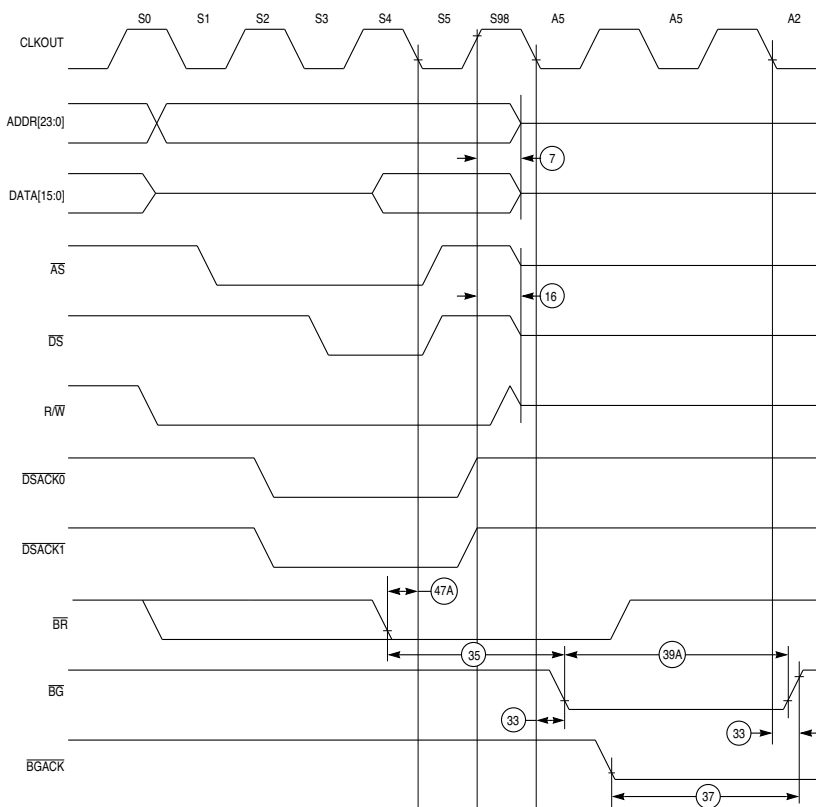 S0 S1 S2 S3 S4 S5 S98 A5 A5 A2
CLKOUT
ADDR[23:0]
7
DATA[15:0]
AS
16
DS
R/W
DSACK0
DSACK1
47A
BR
35 39A
BG
33 33
BGACK
37